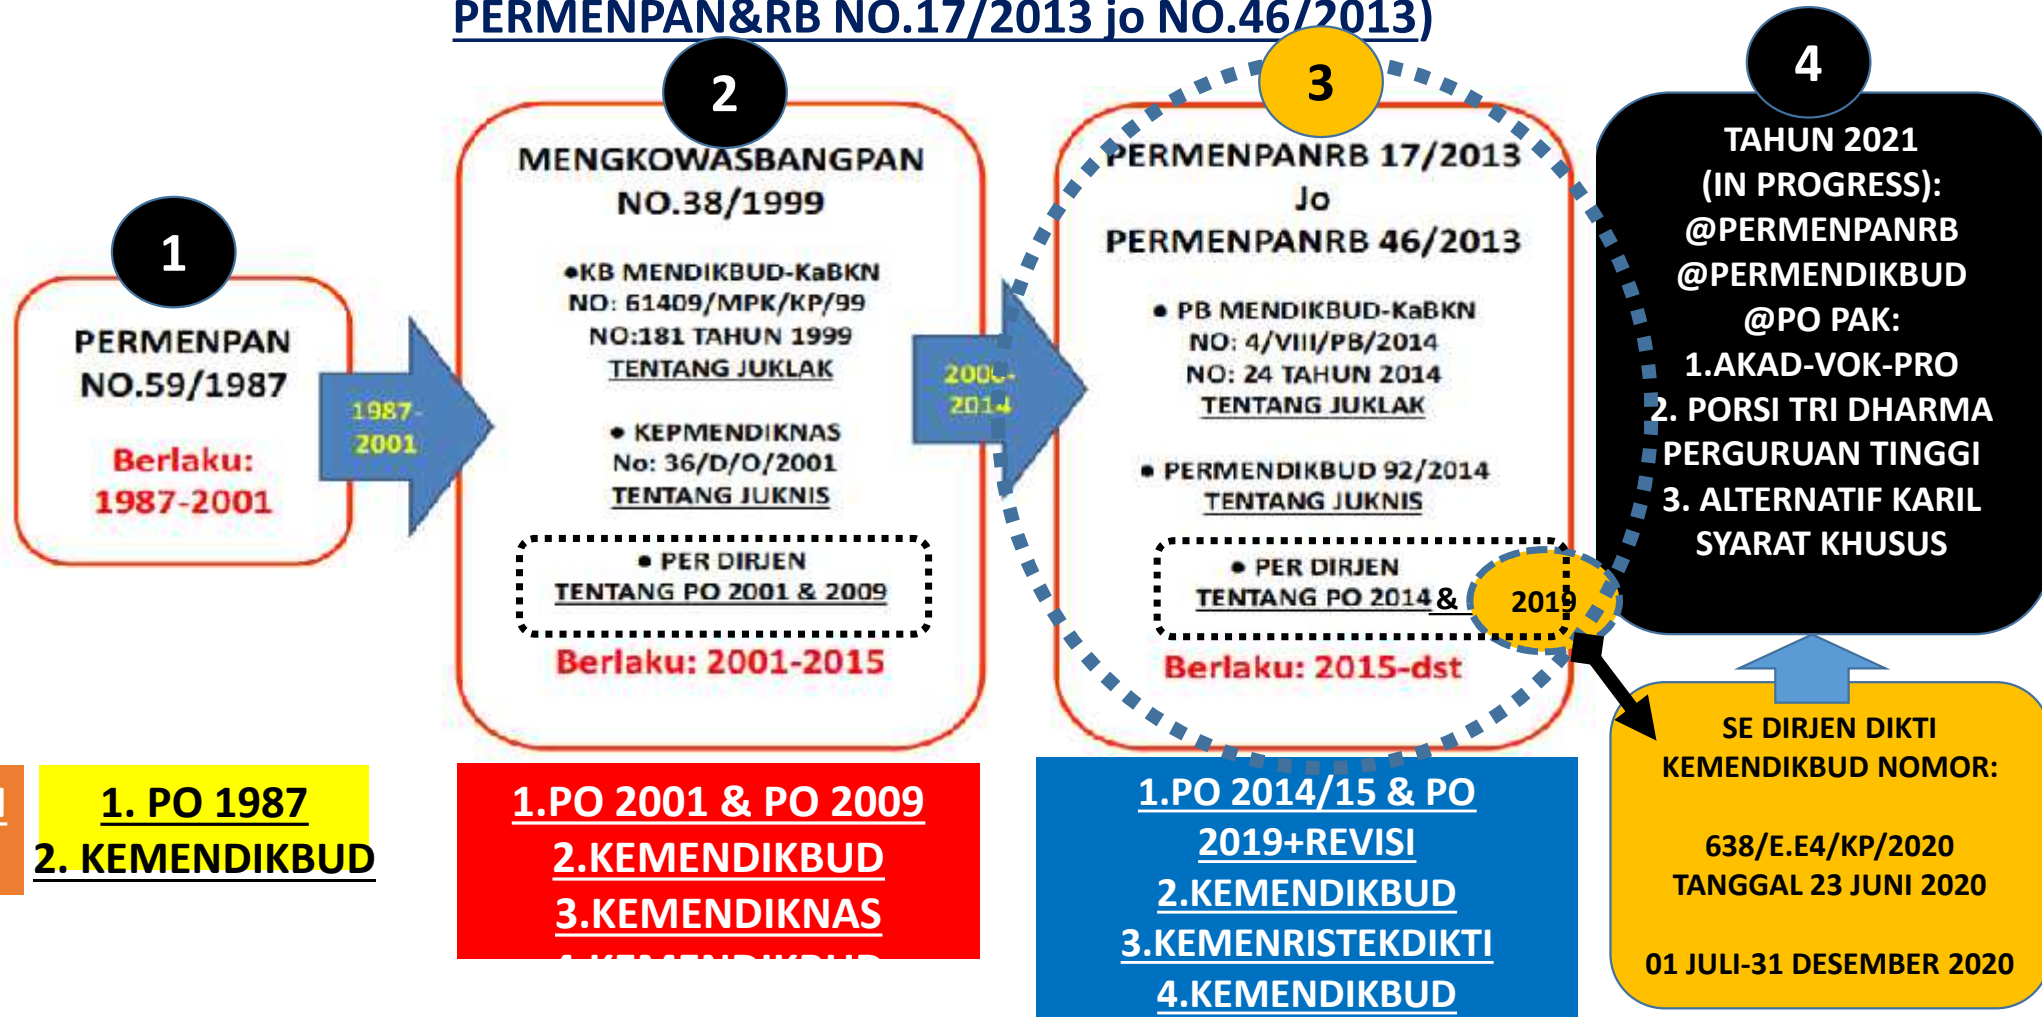 PERMENPAN&RB NO.17/2013 jo NO.46/2013)
1
PERMENPAN
NO.59/1987
Berlaku:
1987-2001
1987-
2001
2
MENGKOWASBANGPAN
NO.38/1999
•KB MENDIKBUD-KaBKN
NO: 61409/MPK/KP/99
NO:181 TAHUN 1999
TENTANG JUKLAK
• KEPMENDIKNAS
No: 36/D/O/2001
TENTANG JUKNIS
• PER DIRJEN
TENTANG PO 2001 & 2009
Berlaku: 2001-2015
2014
3
PERMENPANRB 17/2013
Jo
PERMENPANRB 46/2013
• PB MENDIKBUD-KaBKN
NO: 4/VIII/PB/2014
NO: 24 TAHUN 2014
TENTANG JUKLAK
• PERMENDIKBUD 92/2014
TENTANG JUKNIS
• PER DIRJEN
TENTANG PO 2014 & 2019
Berlaku: 2015-dst
4
TAHUN 2021
(IN PROGRESS):
@PERMENPANRB
@PERMENDIKBUD
@PO PAK:
1.AKAD-VOK-PRO
2. PORSI TRI DHARMA
PERGURUAN TINGGI
3. ALTERNATIF KARIL
SYARAT KHUSUS
SE DIRJEN DIKTI
KEMENDIKBUD NOMOR:
638/E.E4/KP/2020
TANGGAL 23 JUNI 2020
01 JULI-31 DESEMBER 2020
1. PO 1987
2. KEMENDIKBUD
1.PO 2001 & PO 2009
2.KEMENDIKBUD
3.KEMENDIKNAS
4.KEMENDIKBUD
1.PO 2014/15 & PO
2019+REVISI
2.KEMENDIKBUD
3.KEMENRISTEKDIKTI
4.KEMENDIKBUD